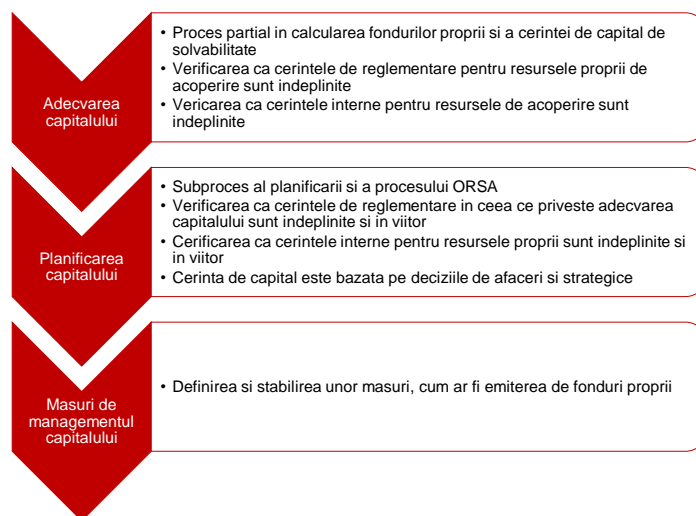 Adecvarea
capitalului
• Proces partial in calcularea fondurilor proprii si a cerintei de capital de
solvabilitate
• Verificarea ca cerintele de reglementare pentru resursele proprii de
acoperire sunt indeplinite
• Vericarea ca cerintele interne pentru resursele de acoperire sunt
indeplinite
Planificarea
capitalului
• Subproces al planificarii si a procesului ORSA
• Verificarea ca cerintele de reglementare in ceea ce priveste adecvarea
capitalului sunt indeplinite si in viitor
• Cerificarea ca cerintele interne pentru resursele proprii sunt indeplinite si
in viitor
• Cerinta de capital este bazata pe deciziile de afaceri si strategice
Masuri de
managementul
capițalului
• Definirea si stabilirea unor masuri, cum ar fi emiterea de fonduri proprii